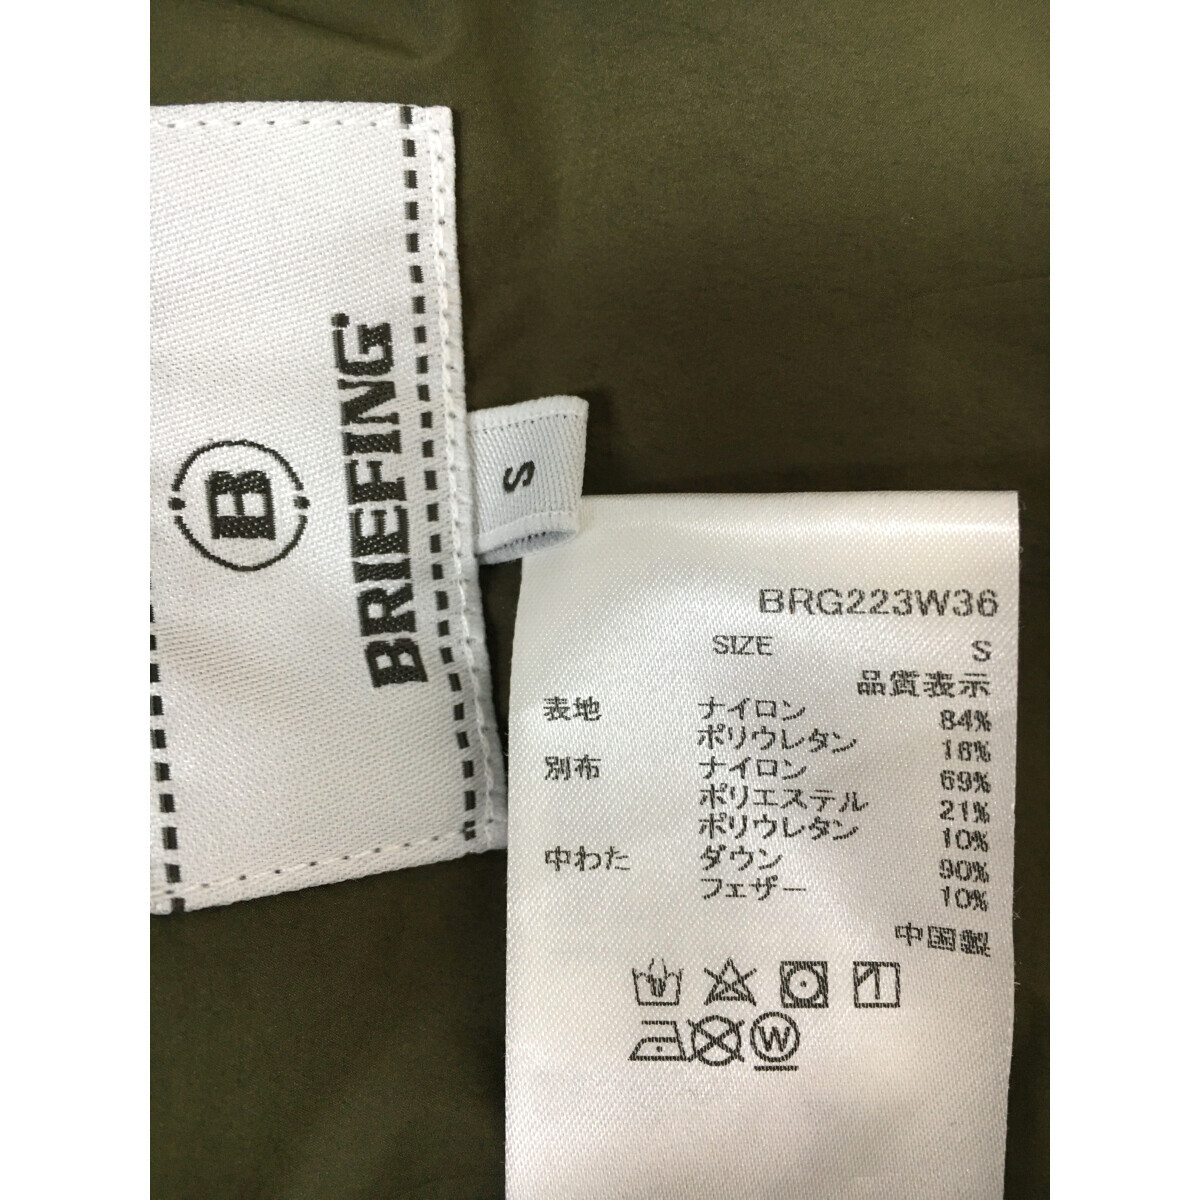 B
BRIEFING
S
BRG223W36
SIZE S
品質表示
表地 ナイロン 84%
ポリウレタン 16%
別布 ナイロン 69%
ポリエステル 21%
ポリウレタン 10%
中わた ダウン 90%
フェザー 10%
中国製
W